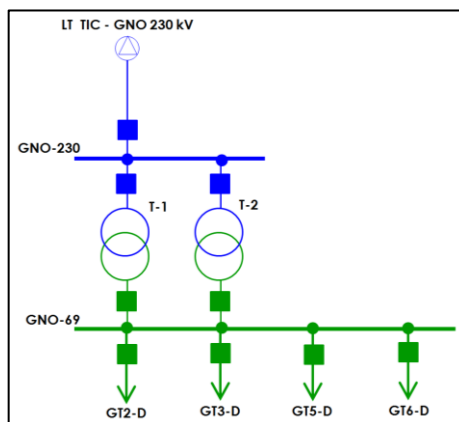 LT TIC - GNO 230 kV
GNO-230
T-1
T-2
GNO-69
GT2-D
GT3-D
GT5-D
GT6-D